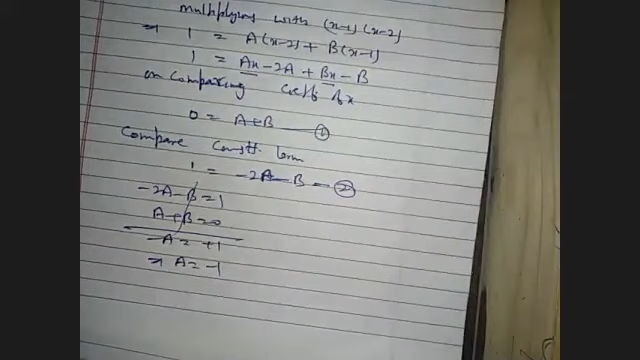 multiplying with (x-1)(x-2)
⇒ 1 = A(x-2) + B(x-1)
1 = Ax - 2A + Bx - B
on comparing coeff of x
0 = A+B — ①
Compare constt term
1 = -2A - B — ②
-2A - B = 1
A + B = 0
-A = +1
⇒ A = -1